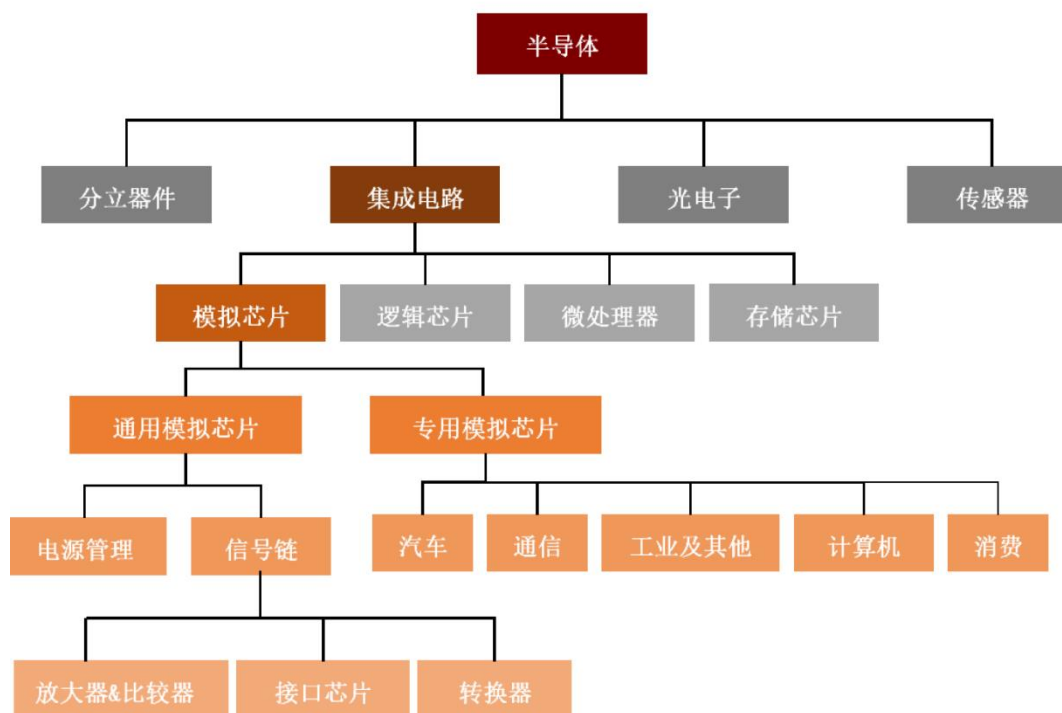 半导体
分立器件
集成电路
光电子
传感器
模拟芯片
逻辑芯片
微处理器
存储芯片
通用模拟芯片
专用模拟芯片
电源管理
信号链
汽车
通信
工业及其他
计算机
消费
放大器&比较器
接口芯片
转换器